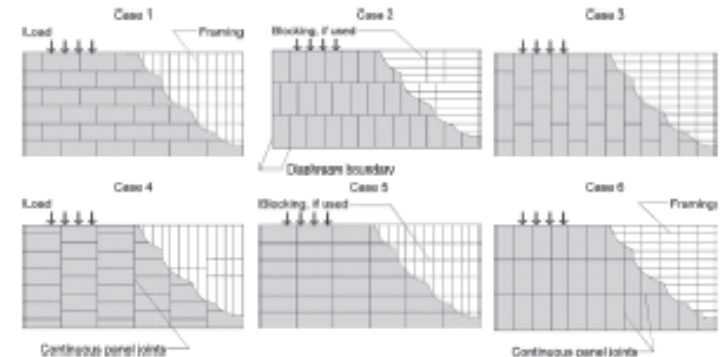 Case 1
Load
Framing
Case 2
Blocking, if used
Case 3
Diaphragm boundary
Case 4
Load
Case 5
Blocking, if used
Case 6
Framing
Continuous panel joints
Continuous panel joints